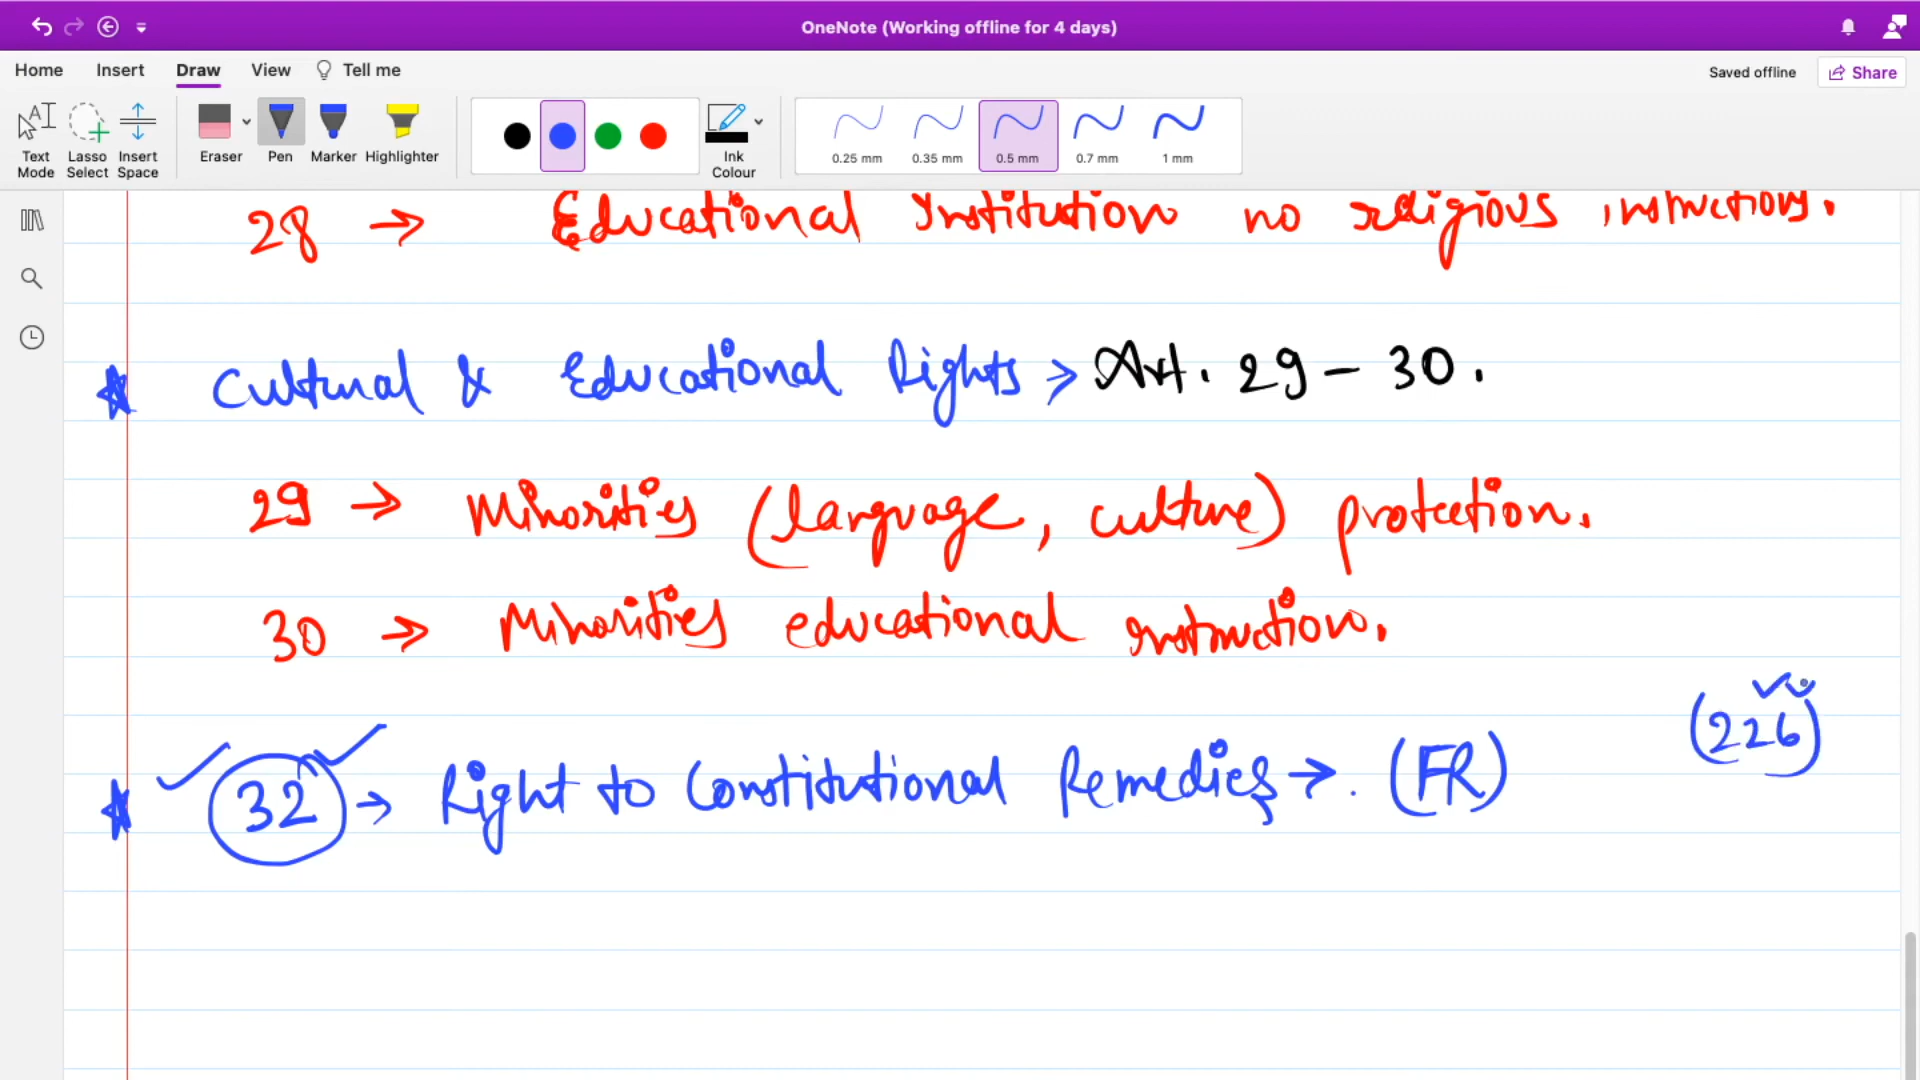 OneNote (Working offline for 4 days)
Home Insert Draw View Tell me Saved offline Share
Text Mode Lasso Select Insert Space Eraser Pen Marker Highlighter Ink Colour 0.25 mm 0.35 mm 0.5 mm 0.7 mm 1 mm
28 → Educational Institution no religious instructions.
* Cultural & Educational Rights > Art. 29 - 30.
29 → Minorities (language, culture) protection.
30 → Minorities educational instruction.
(226)
* 32 → Right to Constitutional Remedies →. (FR)